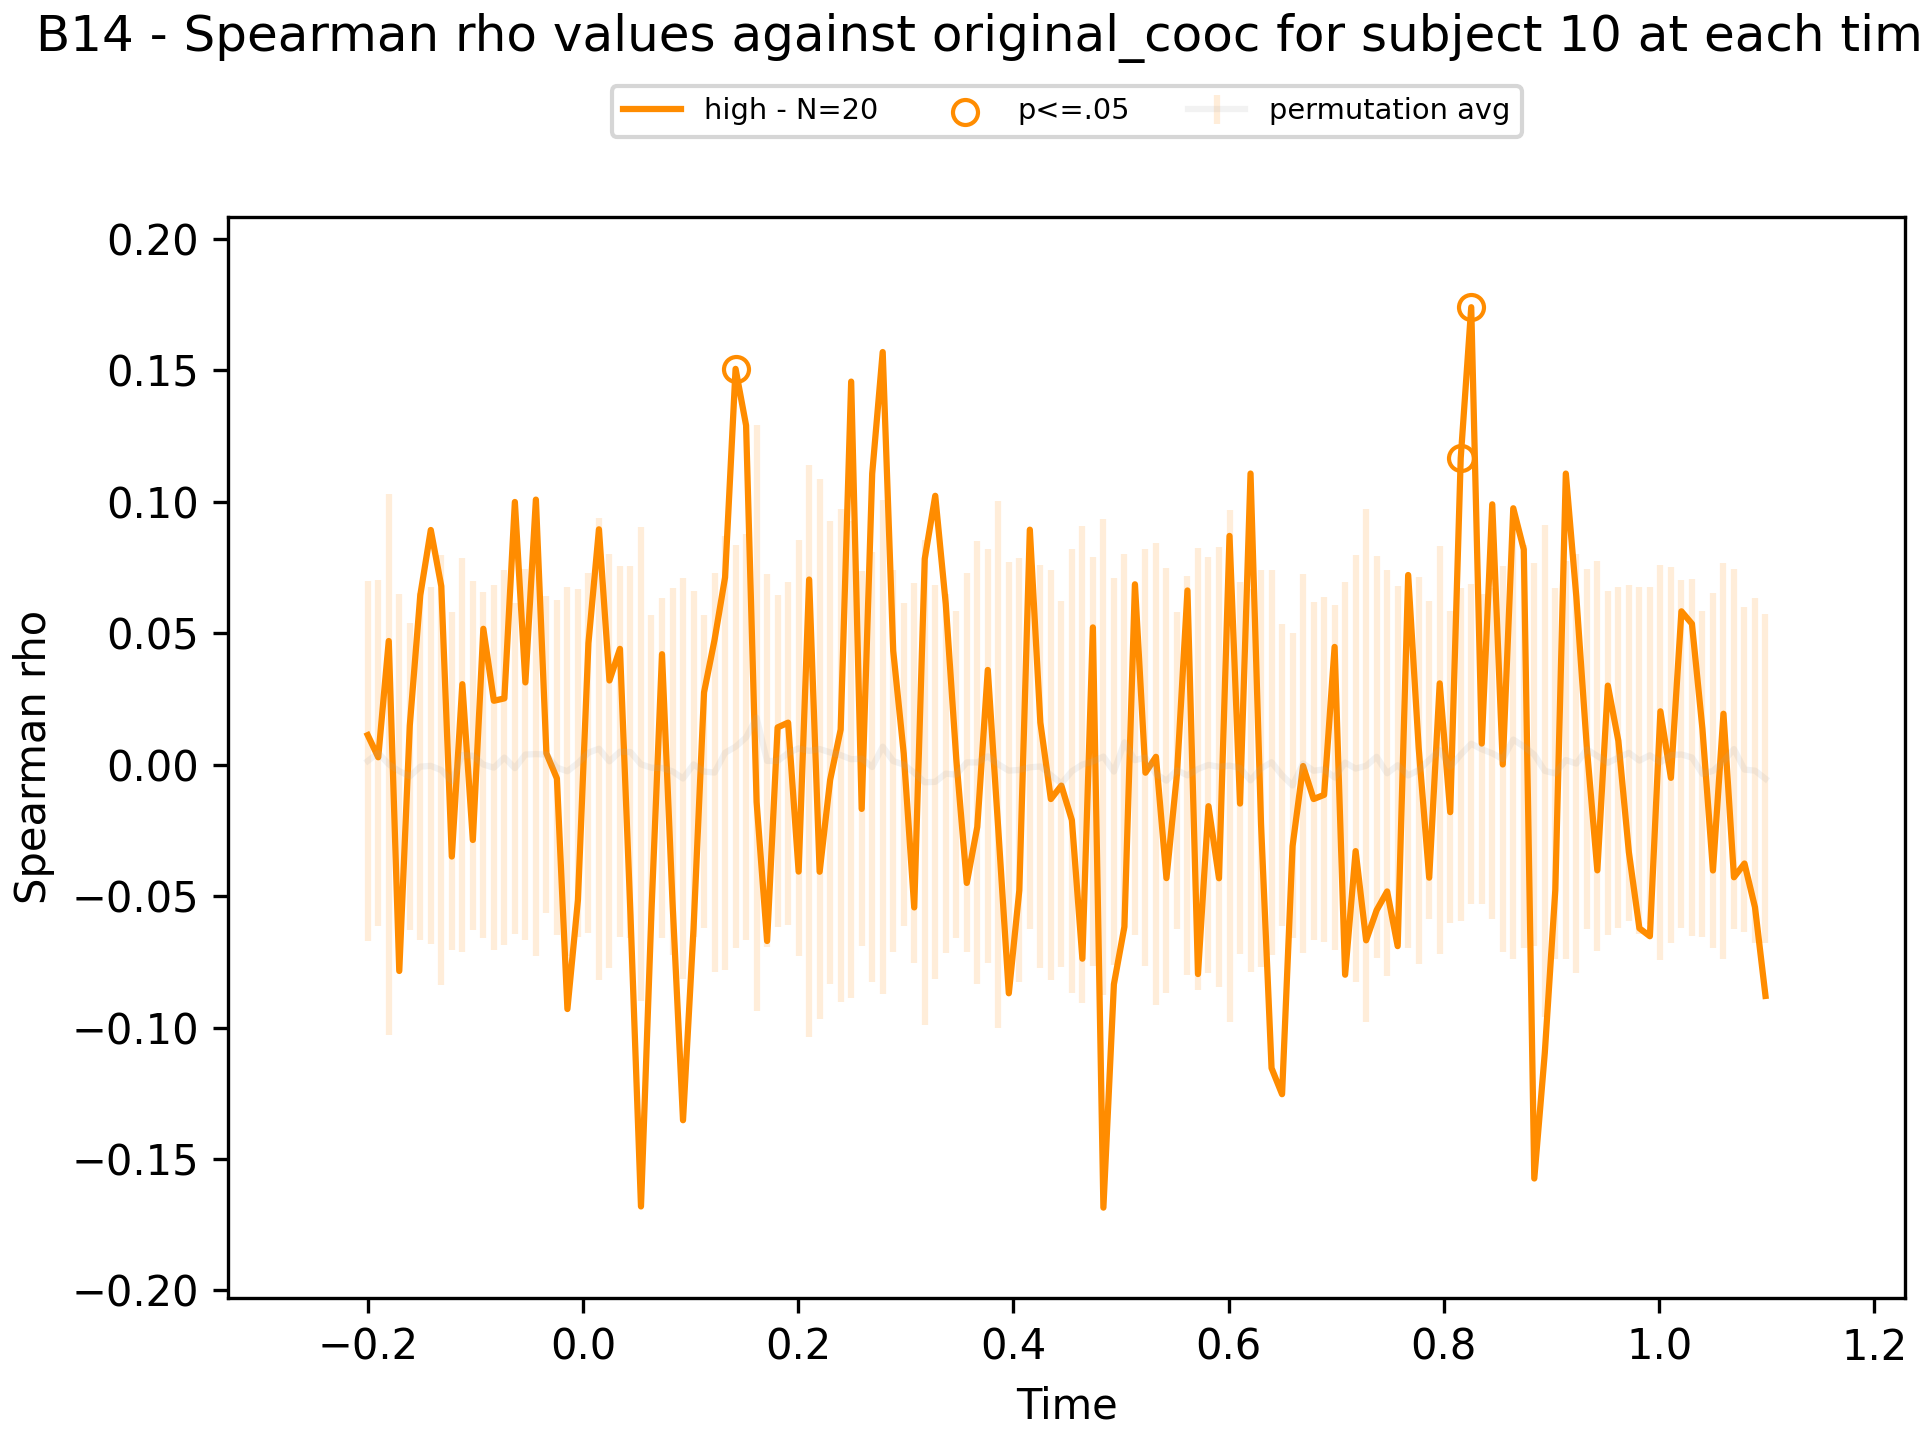 B14 - Spearman rho values against original_cooc for subject 10 at each tim
high - N=20 p<=.05 permutation avg
0.20
0.15
0.10
0.05
0.00
−0.05
−0.10
−0.15
−0.20
Spearman rho
−0.2 0.0 0.2 0.4 0.6 0.8 1.0 1.2
Time